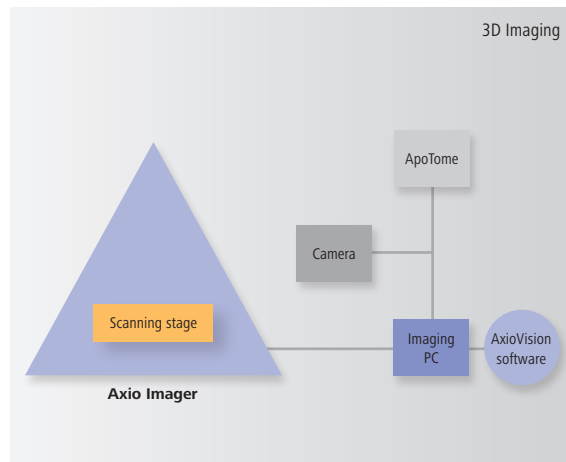 3D Imaging
ApoTome
Camera
Scanning stage
Imaging
PC
AxioVision
software
Axio Imager